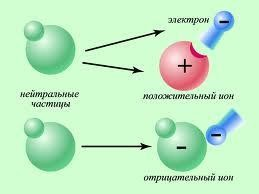 электрон
−
+
нейтральные
частицы
положительный ион
−
−
отрицательный ион